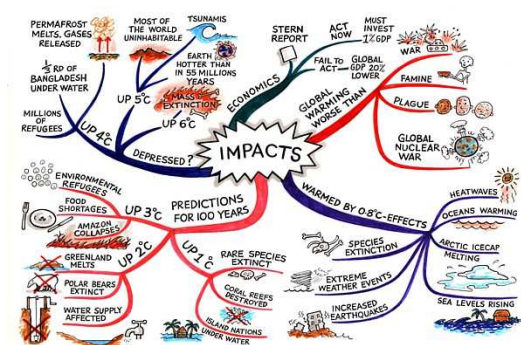 PERMAFROST
MELTS, GASES
RELEASED
MOST OF
THE WORLD
UNINHABITABLE
TSUNAMIS
EARTH
HOTTER THAN
IN 55 MILLIONS
YEARS
1/3 RD OF
BANGLADESH
UNDER WATER
MILLIONS
OF
REFUGEES
UP 4°C
UP 5°C
MASS
EXTINCTION
UP 6°C
DEPRESSED?
STERN
REPORT
ECONOMICS
ACT
NOW
MUST
INVEST
1% GDP
FAIL TO
ACT
GLOBAL
GDP 20%
LOWER
GLOBAL
WARMING
WORSE THAN
WAR
FAMINE
PLAGUE
GLOBAL
NUCLEAR
WAR
IMPACTS
PREDICTIONS
FOR 100 YEARS
UP 3°C
ENVIRONMENTAL
REFUGEES
FOOD
SHORTAGES
AMAZON
COLLAPSES
UP 2°C
GREENLAND
MELTS
POLAR BEARS
EXTINCT
WATER SUPPLY
AFFECTED
UP 1°C
RARE SPECIES
EXTINCT
CORAL REEFS
DESTROYED
ISLAND NATIONS
UNDER WATER
WARMED BY 0.8°C-EFFECTS
HEATWAVES
OCEANS WARMING
ARCTIC ICECAP
MELTING
SEA LEVELS RISING
SPECIES
EXTINCTION
EXTREME
WEATHER EVENTS
INCREASED
EARTHQUAKES